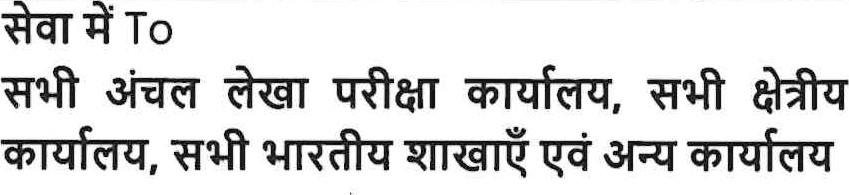 सेवा में To
सभी अंचल लेखा परीक्षा कार्यालय, सभी क्षेत्रीय
कार्यालय, सभी भारतीय शाखाएँ एवं अन्य कार्यालय